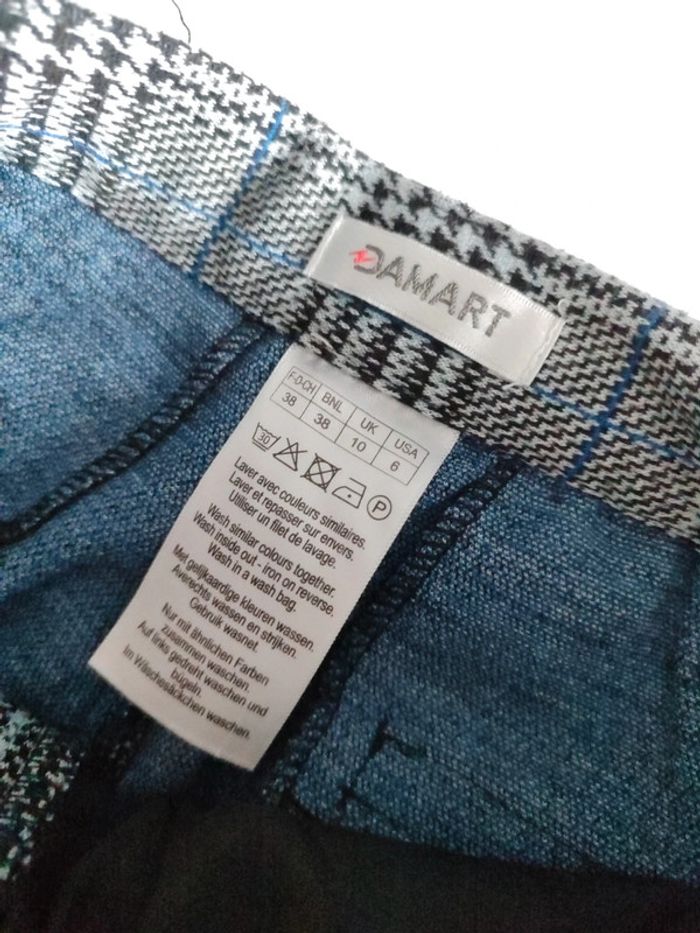 DAMART
F-D-CH BNL UK USA
38 38 10 6
30 P
Laver avec couleurs similaires.
Laver et repasser sur envers.
Utiliser un filet de lavage.
Wash similar colours together.
Wash inside out - iron on reverse.
Wash in a wash bag.
Met gelijkaardige kleuren wassen.
Averechts wassen en strijken.
Gebruik wasnet.
Nur mit ähnlichen Farben
zusammen waschen.
Auf links gedreht waschen und
bügeln.
Im Wäschesäckchen waschen.